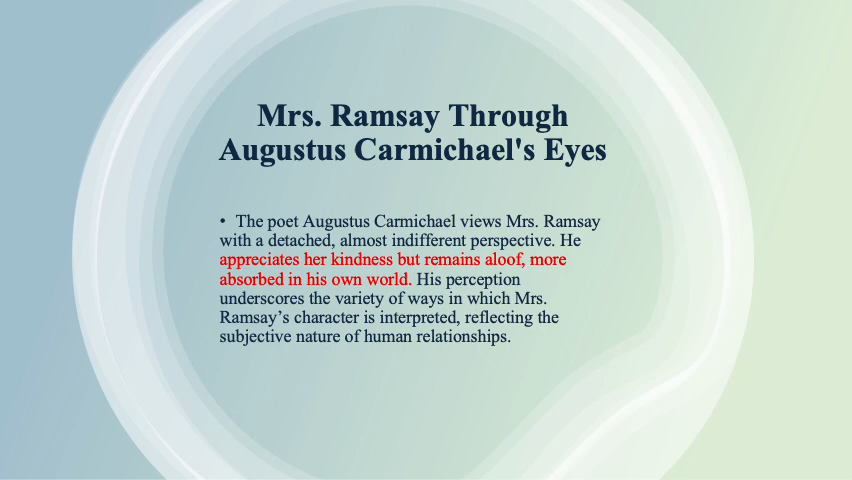 Mrs. Ramsay Through
Augustus Carmichael's Eyes
• The poet Augustus Carmichael views Mrs. Ramsay
with a detached, almost indifferent perspective. He
appreciates her kindness but remains aloof, more
absorbed in his own world. His perception
underscores the variety of ways in which Mrs.
Ramsay’s character is interpreted, reflecting the
subjective nature of human relationships.